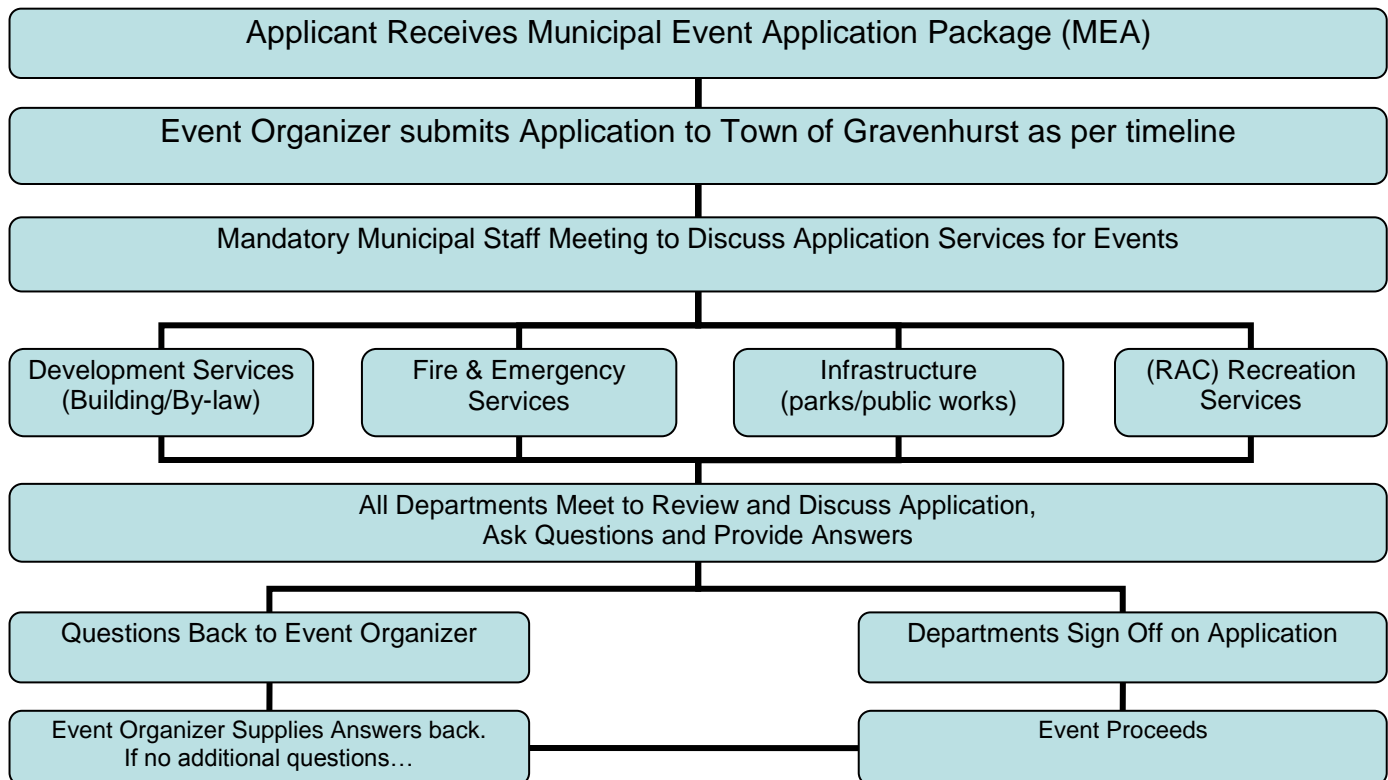 Applicant Receives Municipal Event Application Package (MEA)
Event Organizer submits Application to Town of Gravenhurst as per timeline
Mandatory Municipal Staff Meeting to Discuss Application Services for Events
Development Services
(Building/By-law)
Fire & Emergency
Services
Infrastructure
(parks/public works)
(RAC) Recreation
Services
All Departments Meet to Review and Discuss Application,
Ask Questions and Provide Answers
Questions Back to Event Organizer
Departments Sign Off on Application
Event Organizer Supplies Answers back.
If no additional questions…
Event Proceeds